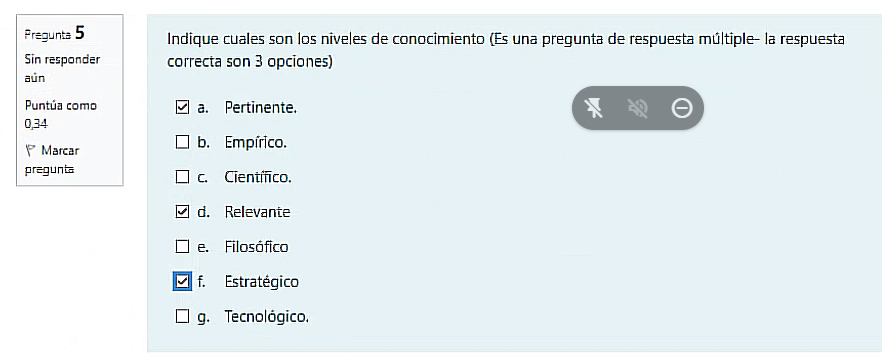 Pregunta 5
Sin responder
aún
Puntúa como
0,34
Marcar
pregunta
Indique cuales son los niveles de conocimiento (Es una pregunta de respuesta múltiple- la respuesta
correcta son 3 opciones)
a. Pertinente.
b. Empírico.
c. Científico.
d. Relevante
e. Filosófico
f. Estratégico
g. Tecnológico.